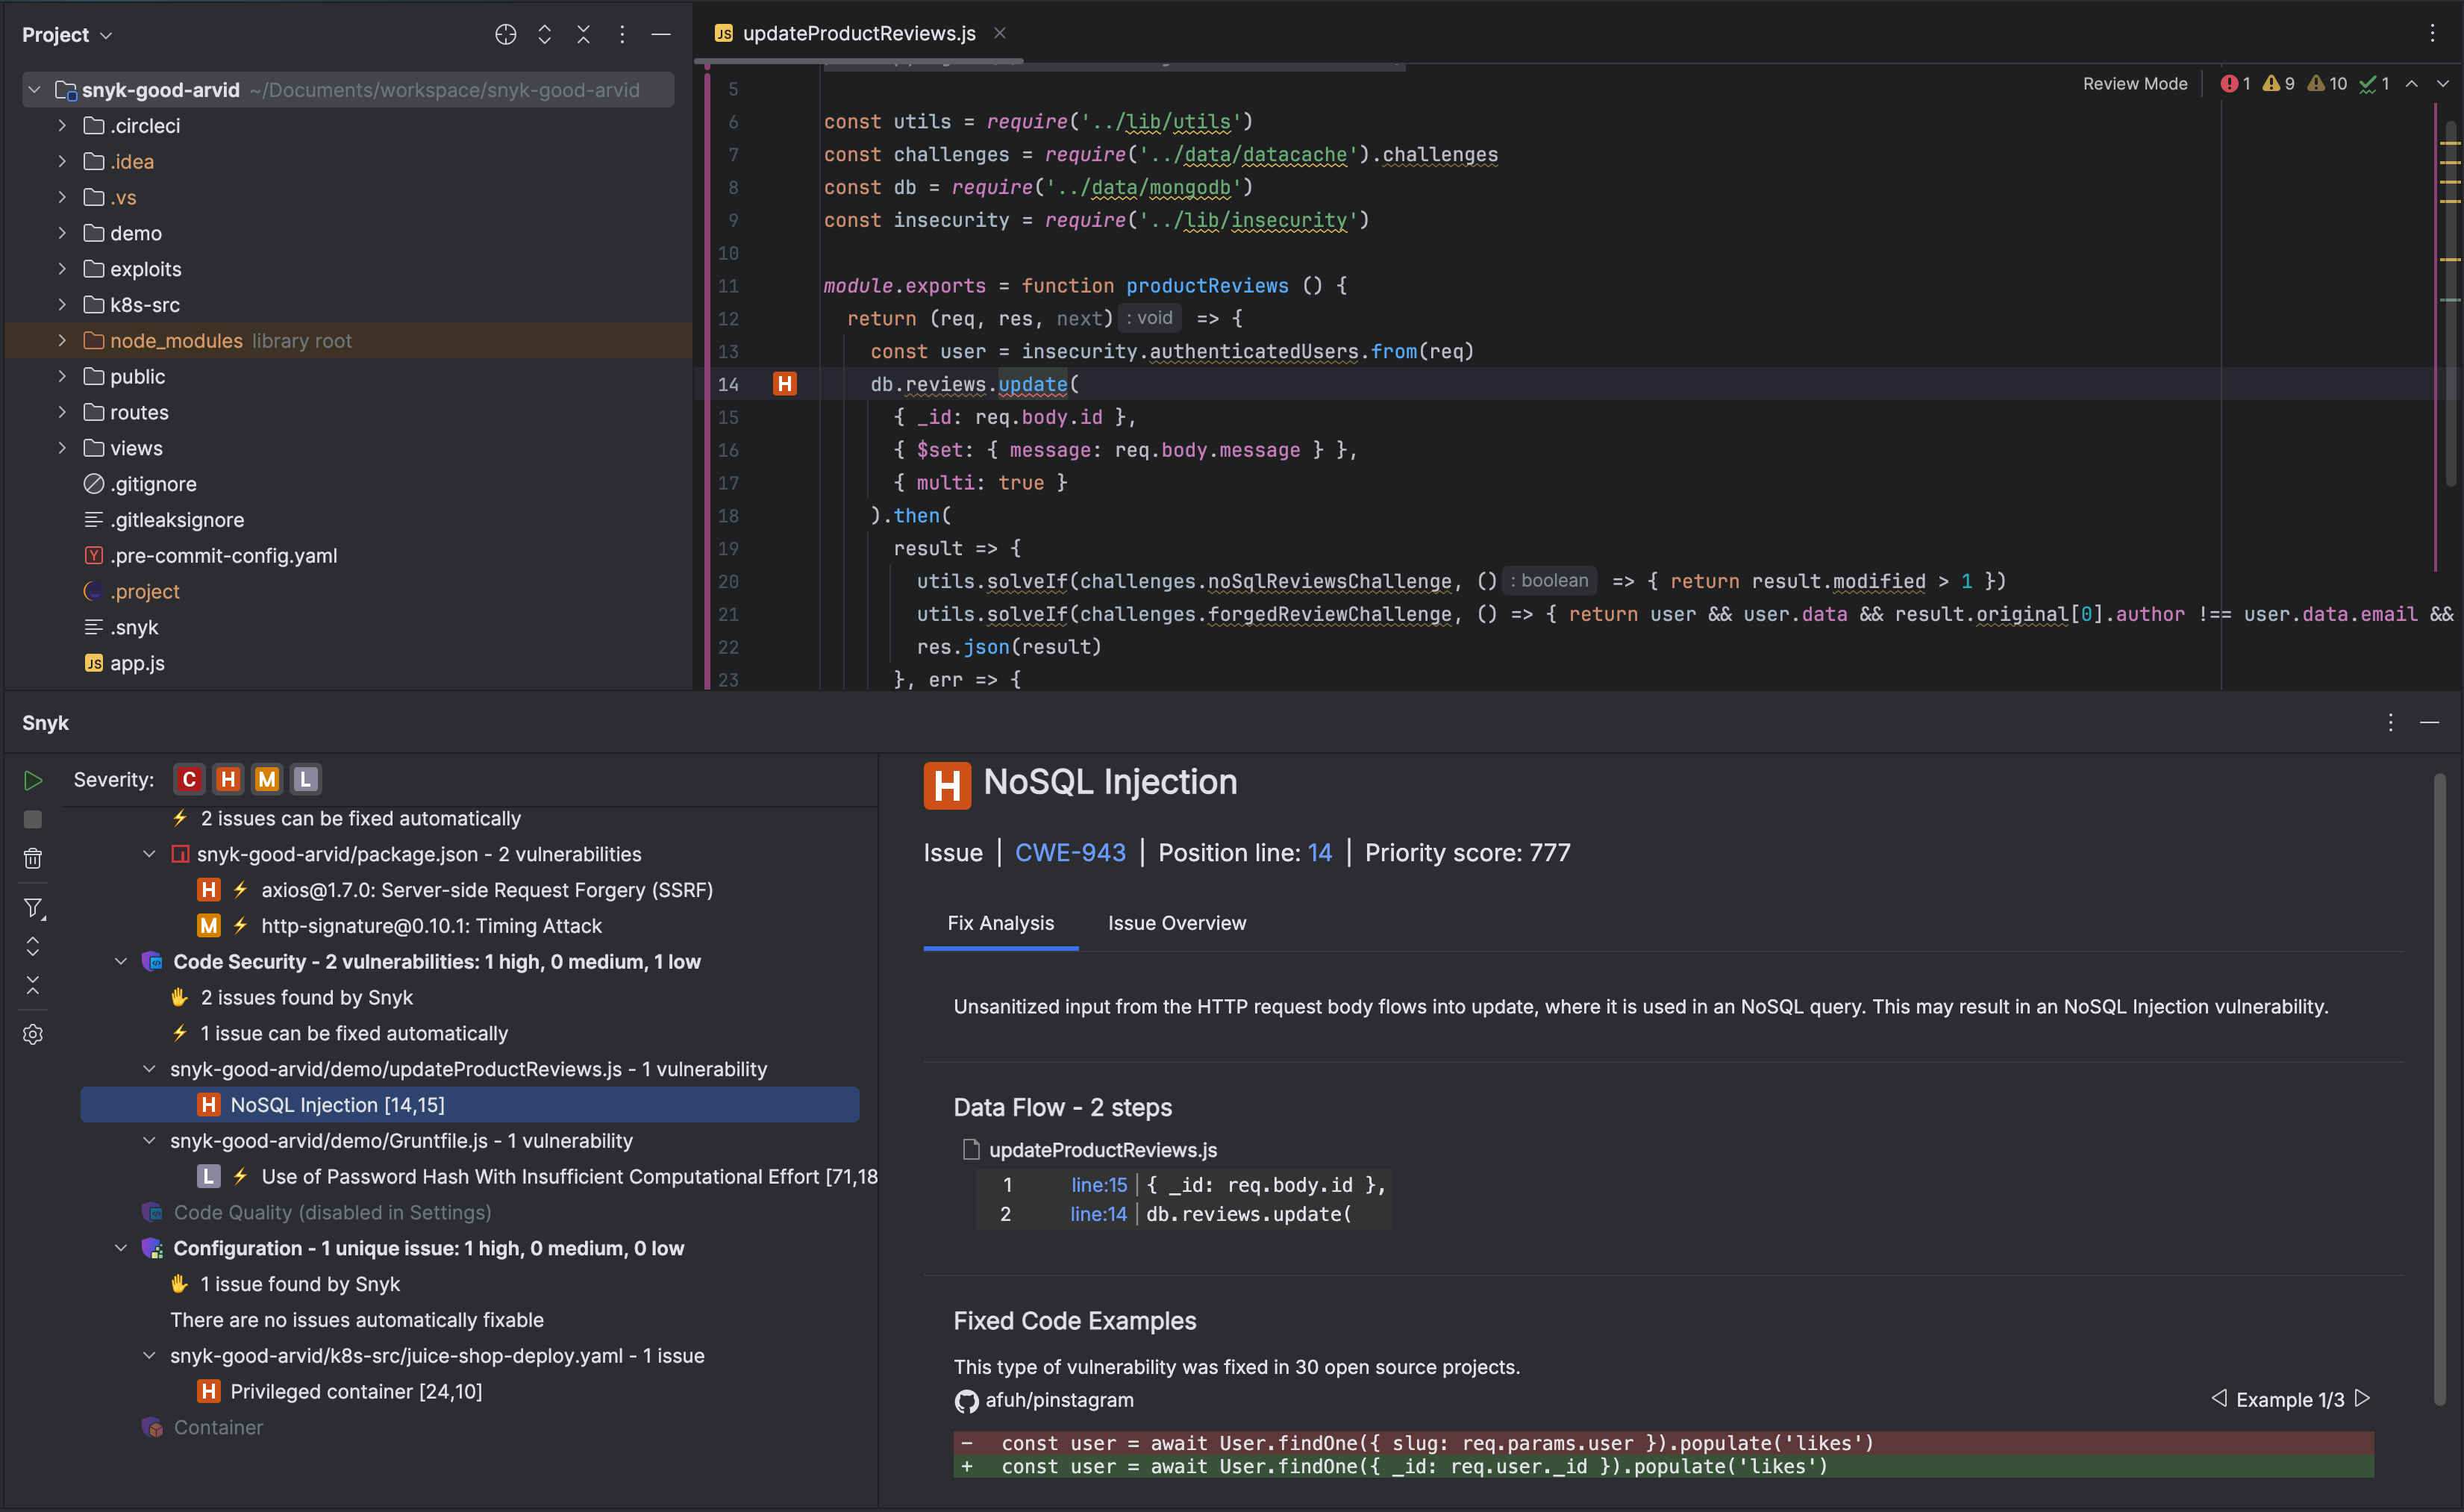 Project
snyk-good-arvid ~/Documents/workspace/snyk-good-arvid
.circleci
.idea
.vs
demo
exploits
k8s-src
node_modules library root
public
routes
views
.gitignore
.gitleaksignore
Y .pre-commit-config.yaml
.project
.snyk
JS app.js
JS updateProductReviews.js
Review Mode 1 9 10 1
5
6 const utils = require('../lib/utils')
7 const challenges = require('../data/datacache').challenges
8 const db = require('../data/mongodb')
9 const insecurity = require('../lib/insecurity')
10
11 module.exports = function productReviews () {
12 return (req, res, next) : void => {
13 const user = insecurity.authenticatedUsers.from(req)
14 H db.reviews.update(
15 { _id: req.body.id },
16 { $set: { message: req.body.message } },
17 { multi: true }
18 ).then(
19 result => {
20 utils.solveIf(challenges.noSqlReviewsChallenge, () : boolean => { return result.modified > 1 })
21 utils.solveIf(challenges.forgedReviewChallenge, () => { return user && user.data && result.original[0].author !== user.data.email &&
22 res.json(result)
23 }, err => {
Snyk
Severity: C H M L
2 issues can be fixed automatically
snyk-good-arvid/package.json - 2 vulnerabilities
H axios@1.7.0: Server-side Request Forgery (SSRF)
M http-signature@0.10.1: Timing Attack
Code Security - 2 vulnerabilities: 1 high, 0 medium, 1 low
2 issues found by Snyk
1 issue can be fixed automatically
snyk-good-arvid/demo/updateProductReviews.js - 1 vulnerability
H NoSQL Injection [14,15]
snyk-good-arvid/demo/Gruntfile.js - 1 vulnerability
L Use of Password Hash With Insufficient Computational Effort [71,18
Code Quality (disabled in Settings)
Configuration - 1 unique issue: 1 high, 0 medium, 0 low
1 issue found by Snyk
There are no issues automatically fixable
snyk-good-arvid/k8s-src/juice-shop-deploy.yaml - 1 issue
H Privileged container [24,10]
Container
H NoSQL Injection
Issue | CWE-943 | Position line: 14 | Priority score: 777
Fix Analysis Issue Overview
Unsanitized input from the HTTP request body flows into update, where it is used in an NoSQL query. This may result in an NoSQL Injection vulnerability.
Data Flow - 2 steps
updateProductReviews.js
1 line:15 | { _id: req.body.id },
2 line:14 | db.reviews.update(
Fixed Code Examples
This type of vulnerability was fixed in 30 open source projects.
afuh/pinstagram Example 1/3
- const user = await User.findOne({ slug: req.params.user }).populate('likes')
+ const user = await User.findOne({ _id: req.user._id }).populate('likes')